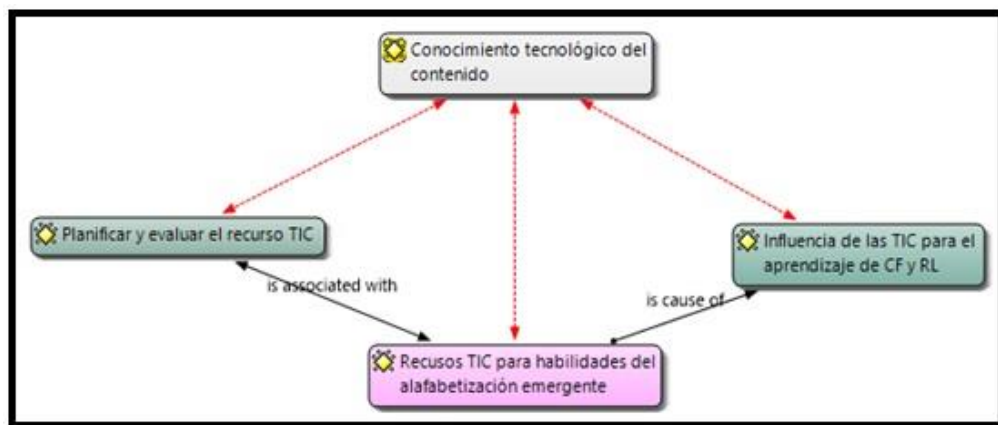 Conocimiento tecnológico del
contenido
Planificar y evaluar el recurso TIC
Influencia de las TIC para el
aprendizaje de CF y RL
is associated with
is cause of
Recusos TIC para habilidades del
alafabetización emergente